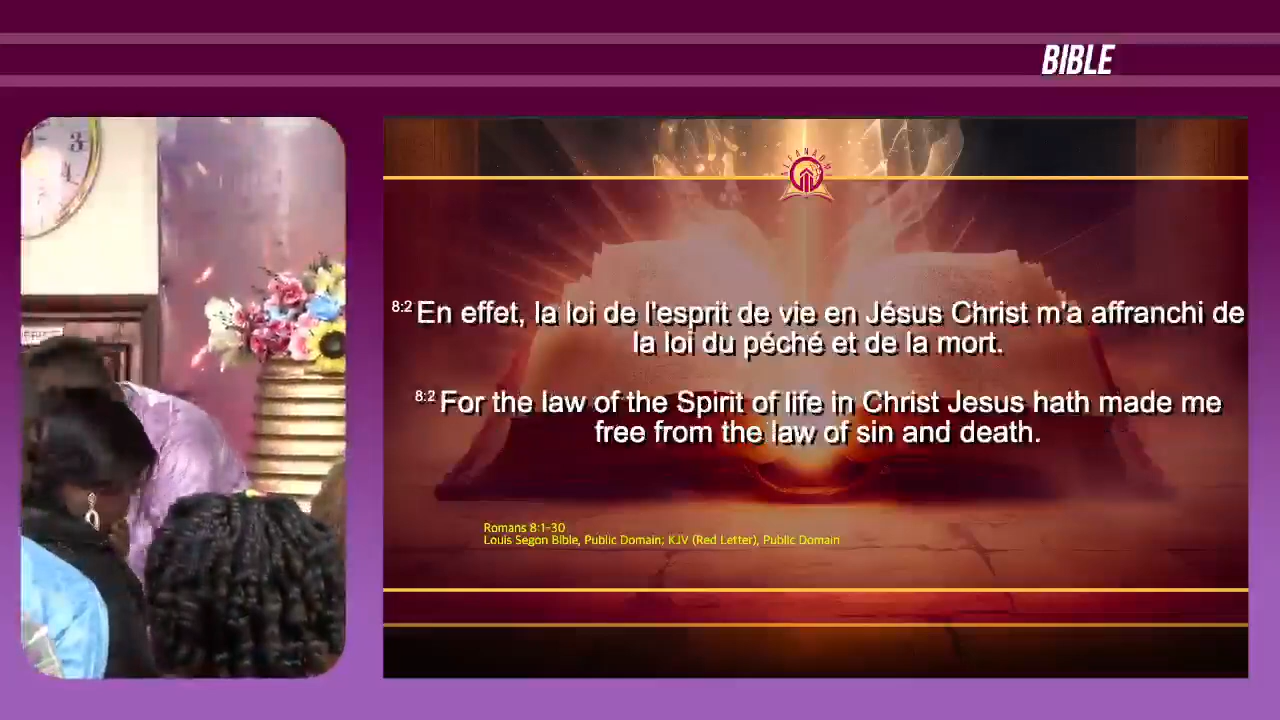 BIBLE
3
4
8:2 En effet, la loi de l'esprit de vie en Jésus Christ m'a affranchi de
la loi du péché et de la mort.
8:2 For the law of the Spirit of life in Christ Jesus hath made me
free from the law of sin and death.
Romans 8:1-30
Louis Segon Bible, Public Domain; KJV (Red Letter), Public Domain